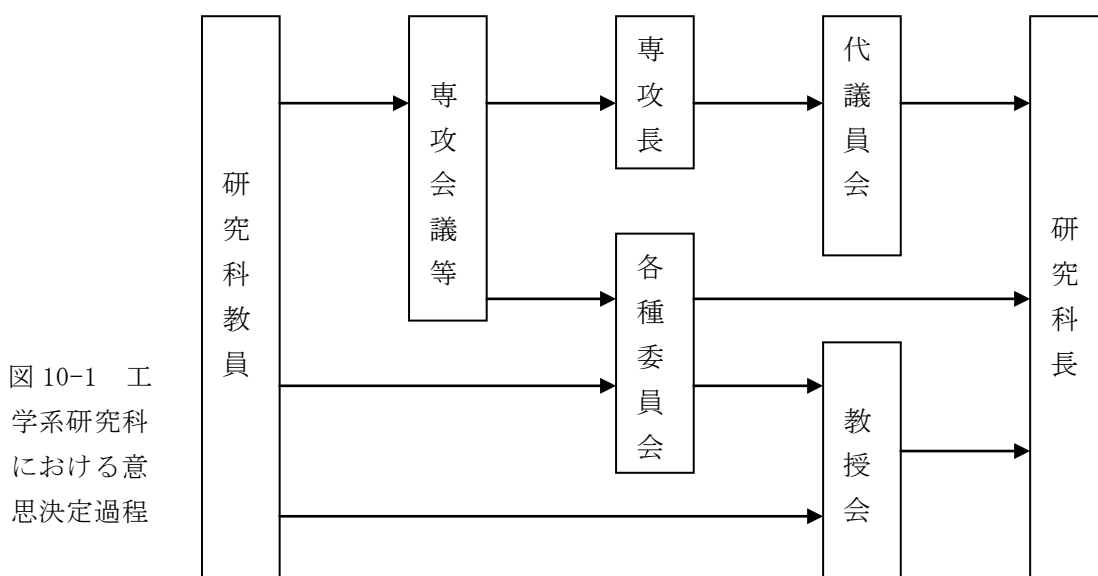 研究科教員
専攻会議等
専攻長
各種委員会
代議員会
教授会
研究科長
図 10-1 工
学系研究科
における意
思決定過程